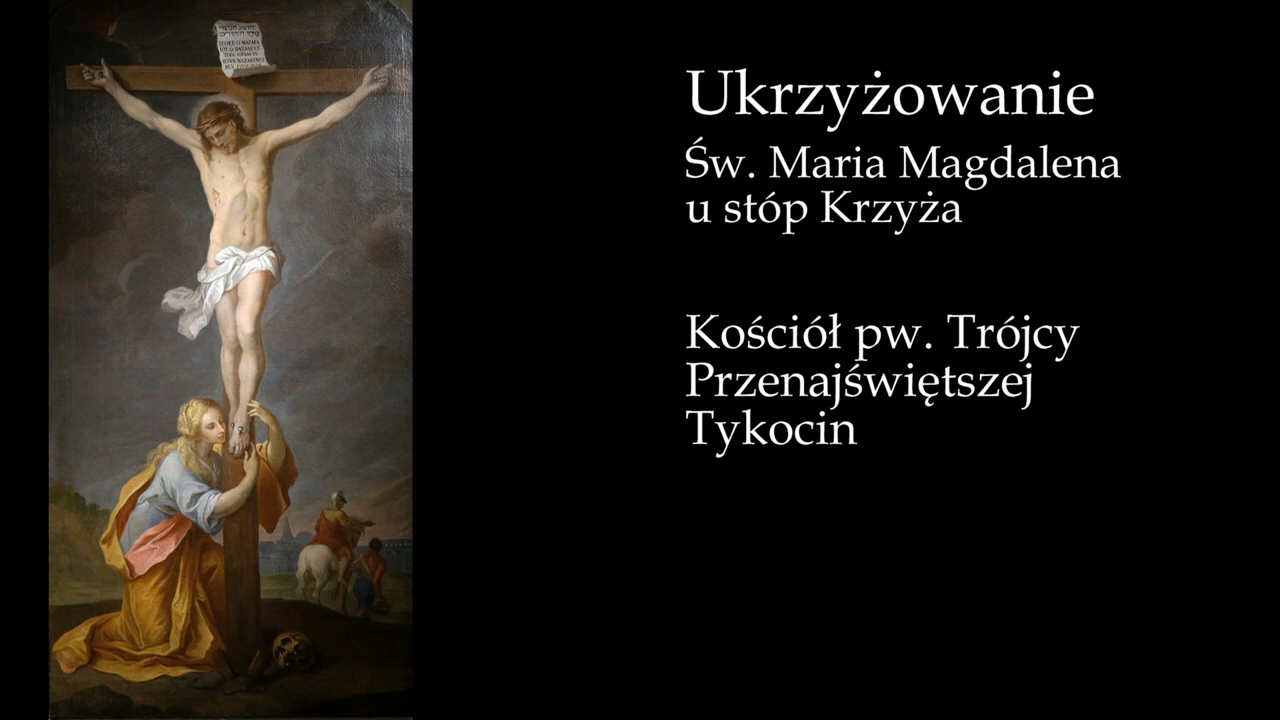 Ukrzyżowanie
Św. Maria Magdalena
u stóp Krzyża
Kościół pw. Trójcy
Przenajświętszej
Tykocin